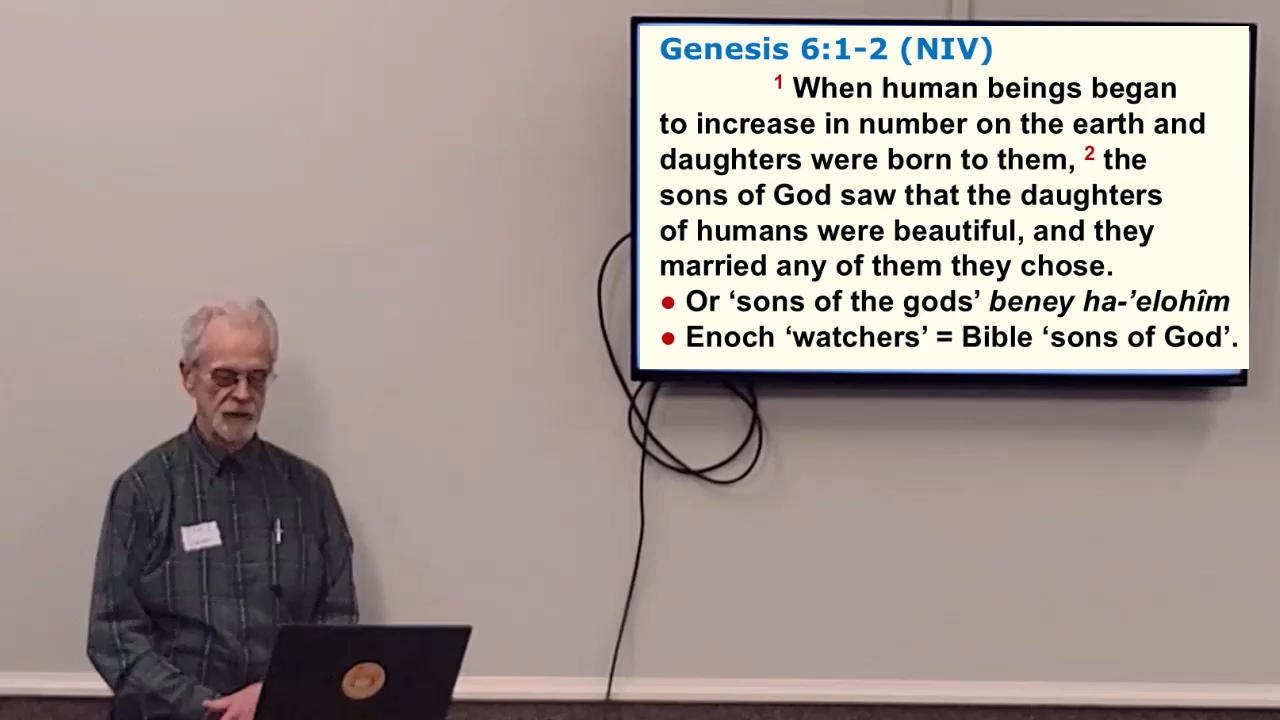 Genesis 6:1-2 (NIV)
1 When human beings began
to increase in number on the earth and
daughters were born to them, 2 the
sons of God saw that the daughters
of humans were beautiful, and they
married any of them they chose.
● Or ‘sons of the gods’ beney ha-’elohîm
● Enoch ‘watchers’ = Bible ‘sons of God’.